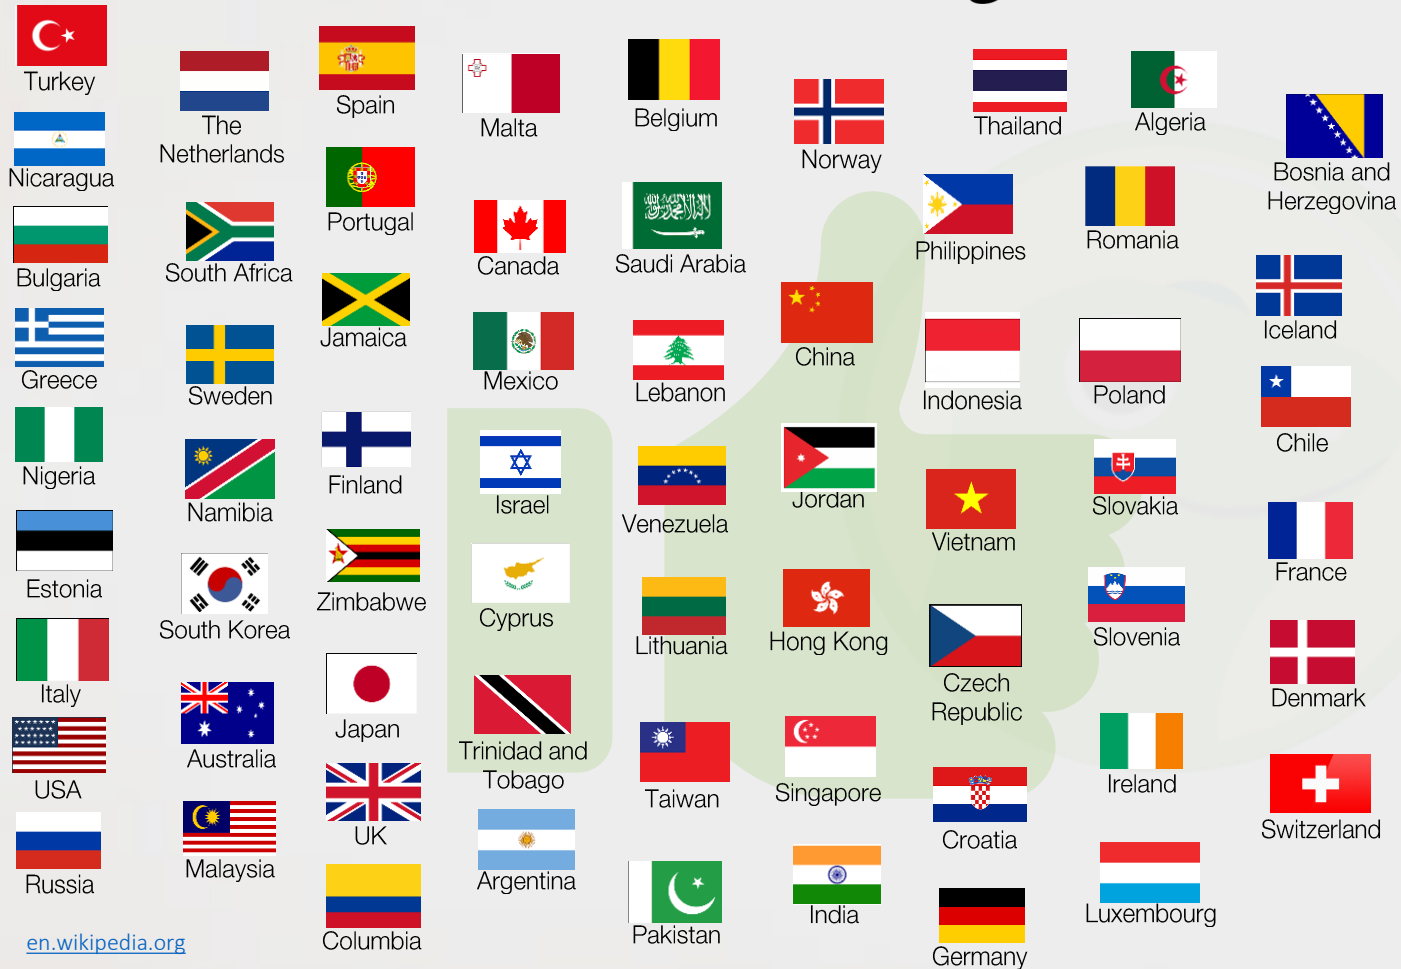 Turkey
Nicaragua
Bulgaria
Greece
Nigeria
Estonia
Italy
USA
Russia
en.wikipedia.org
The
Netherlands
South Africa
Sweden
Namibia
South Korea
Australia
Malaysia
Spain
Portugal
Jamaica
Finland
Zimbabwe
Japan
UK
Columbia
Malta
Canada
Mexico
Israel
Cyprus
Trinidad and
Tobago
Argentina
Belgium
Saudi Arabia
Lebanon
Venezuela
Lithuania
Taiwan
Pakistan
Norway
China
Jordan
Hong Kong
Singapore
India
Thailand
Philippines
Indonesia
Vietnam
Czech
Republic
Croatia
Germany
Algeria
Romania
Poland
Slovakia
Slovenia
Ireland
Luxembourg
Bosnia and
Herzegovina
Iceland
Chile
France
Denmark
Switzerland